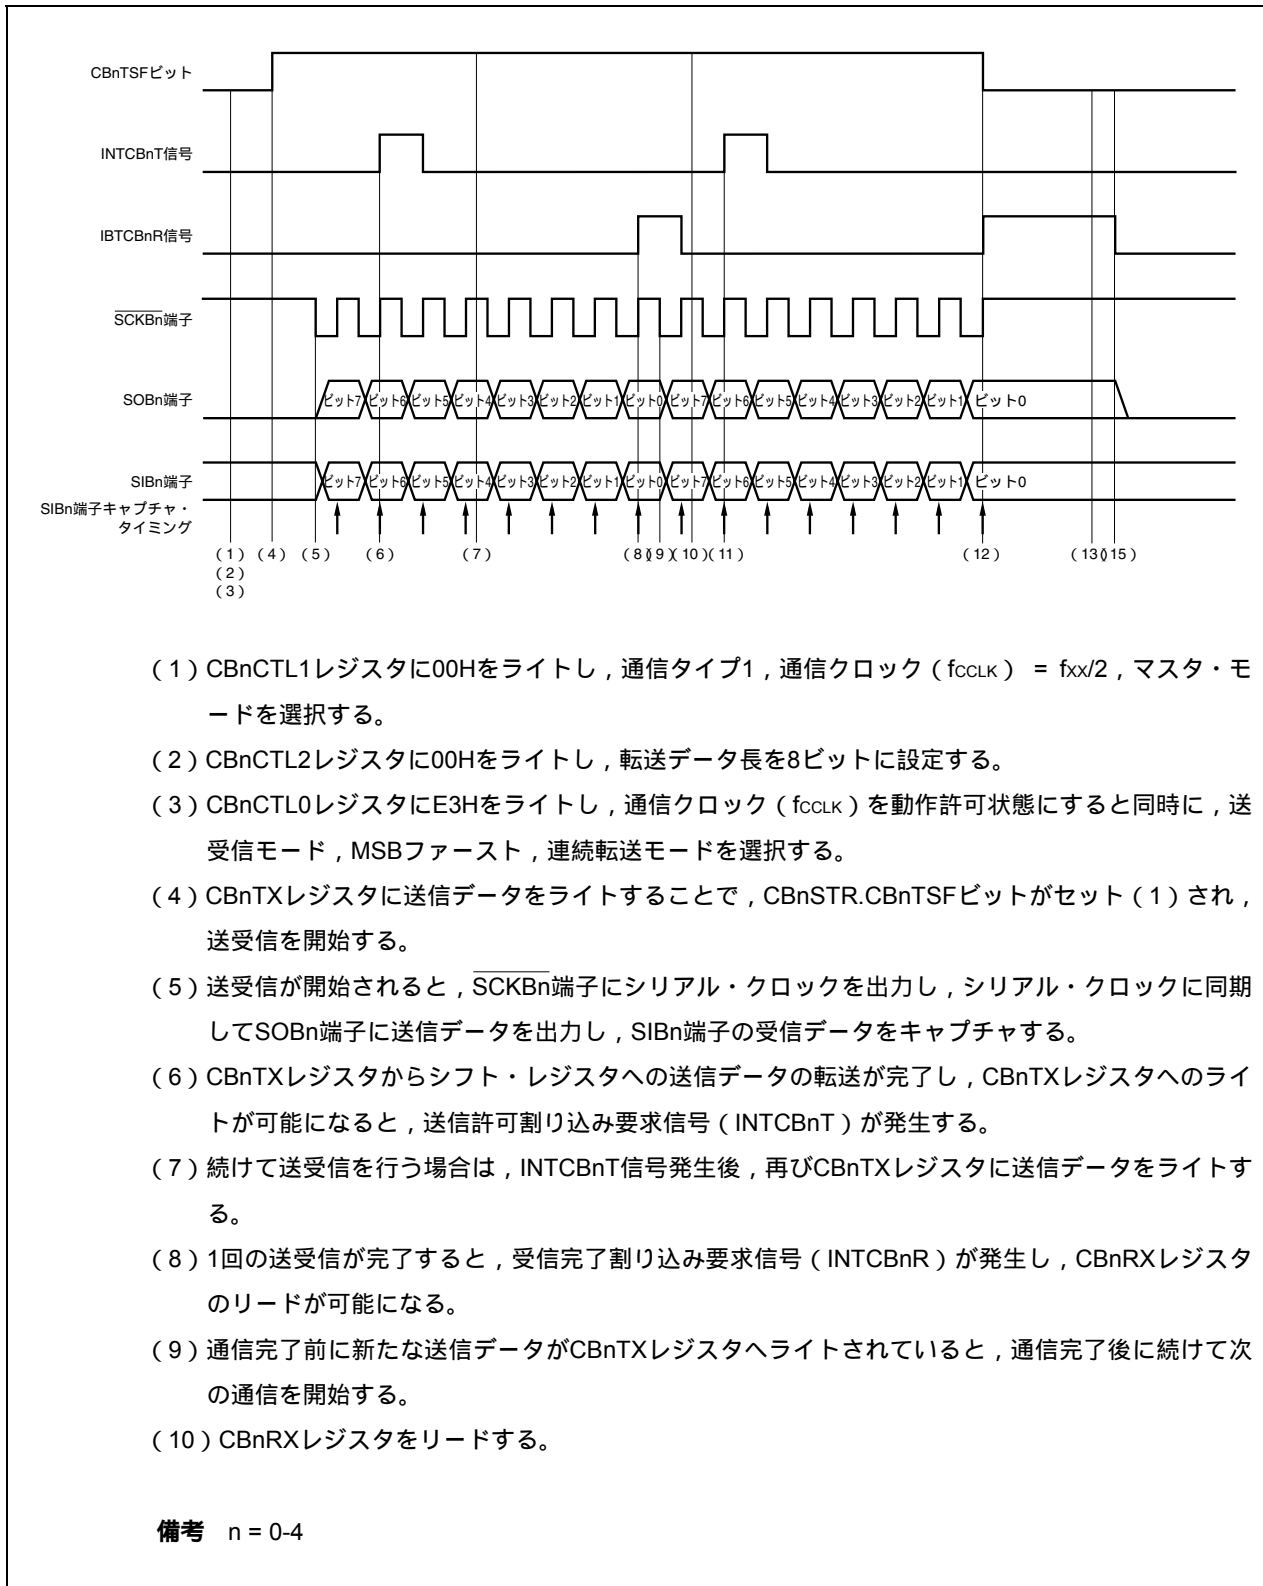 CBnTSFビット
INTCBnT信号
IBTCBnR信号
SCKBn端子
SOBn端子
ビット7 ビット6 ビット5 ビット4 ビット3 ビット2 ビット1 ビット0 ビット7 ビット6 ビット5 ビット4 ビット3 ビット2 ビット1 ビット0
SIBn端子
ビット7 ビット6 ビット5 ビット4 ビット3 ビット2 ビット1 ビット0 ビット7 ビット6 ビット5 ビット4 ビット3 ビット2 ビット1 ビット0
SIBn端子キャプチャ・
タイミング
(1) (4) (5) (6) (7) (8)(9)(10)(11) (12) (13)(15)
(2)
(3)
(1)CBnCTL1レジスタに00Hをライトし,通信タイプ1,通信クロック(fCCLK) = fXX/2,マスタ・モ
ードを選択する。
(2)CBnCTL2レジスタに00Hをライトし,転送データ長を8ビットに設定する。
(3)CBnCTL0レジスタにE3Hをライトし,通信クロック(fCCLK)を動作許可状態にすると同時に,送
受信モード,MSBファースト,連続転送モードを選択する。
(4)CBnTXレジスタに送信データをライトすることで,CBnSTR.CBnTSFビットがセット(1)され,
送受信を開始する。
(5)送受信が開始されると,SCKBn端子にシリアル・クロックを出力し,シリアル・クロックに同期
してSOBn端子に送信データを出力し,SIBn端子の受信データをキャプチャする。
(6)CBnTXレジスタからシフト・レジスタへの送信データの転送が完了し,CBnTXレジスタへのライ
トが可能になると,送信許可割り込み要求信号(INTCBnT)が発生する。
(7)続けて送受信を行う場合は,INTCBnT信号発生後,再びCBnTXレジスタに送信データをライトす
る。
(8)1回の送受信が完了すると,受信完了割り込み要求信号(INTCBnR)が発生し,CBnRXレジスタ
のリードが可能になる。
(9)通信完了前に新たな送信データがCBnTXレジスタへライトされていると,通信完了後に続けて次
の通信を開始する。
(10)CBnRXレジスタをリードする。
備考 n = 0-4